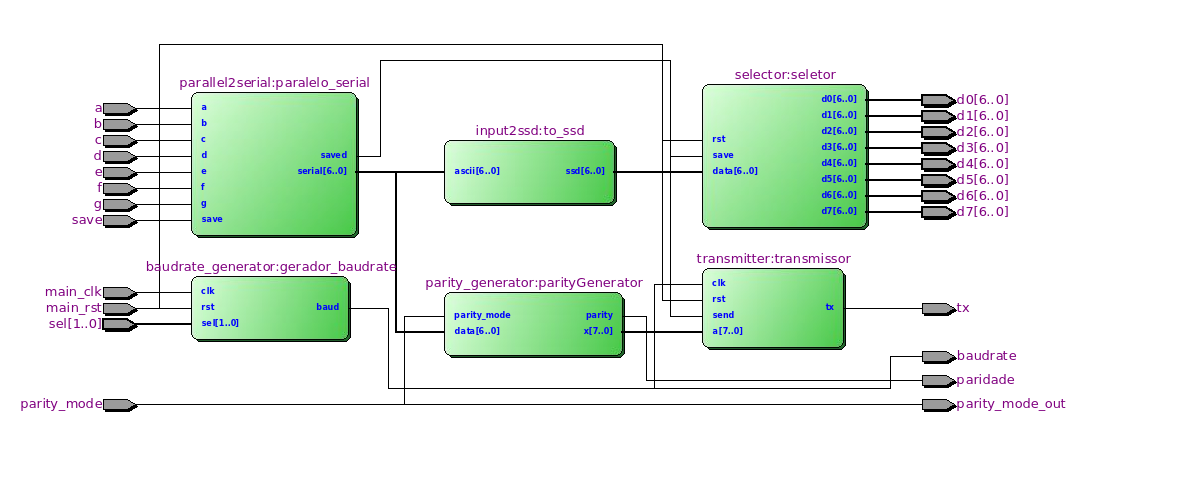 parallel2serial:paralelo_serial
a
b
c
d
e
f
g
save
a
b
c
d
e
f
g
save
saved
serial[6..0]
input2ssd:to_ssd
ascii[6..0]
ssd[6..0]
selector:seletor
rst
save
data[6..0]
d0[6..0]
d1[6..0]
d2[6..0]
d3[6..0]
d4[6..0]
d5[6..0]
d6[6..0]
d7[6..0]
d0[6..0]
d1[6..0]
d2[6..0]
d3[6..0]
d4[6..0]
d5[6..0]
d6[6..0]
d7[6..0]
baudrate_generator:gerador_baudrate
main_clk
main_rst
sel[1..0]
clk
rst
sel[1..0]
baud
parity_generator:parityGenerator
parity_mode
data[6..0]
parity
x[7..0]
transmitter:transmissor
clk
rst
send
a[7..0]
tx
tx
baudrate
paridade
parity_mode
parity_mode_out